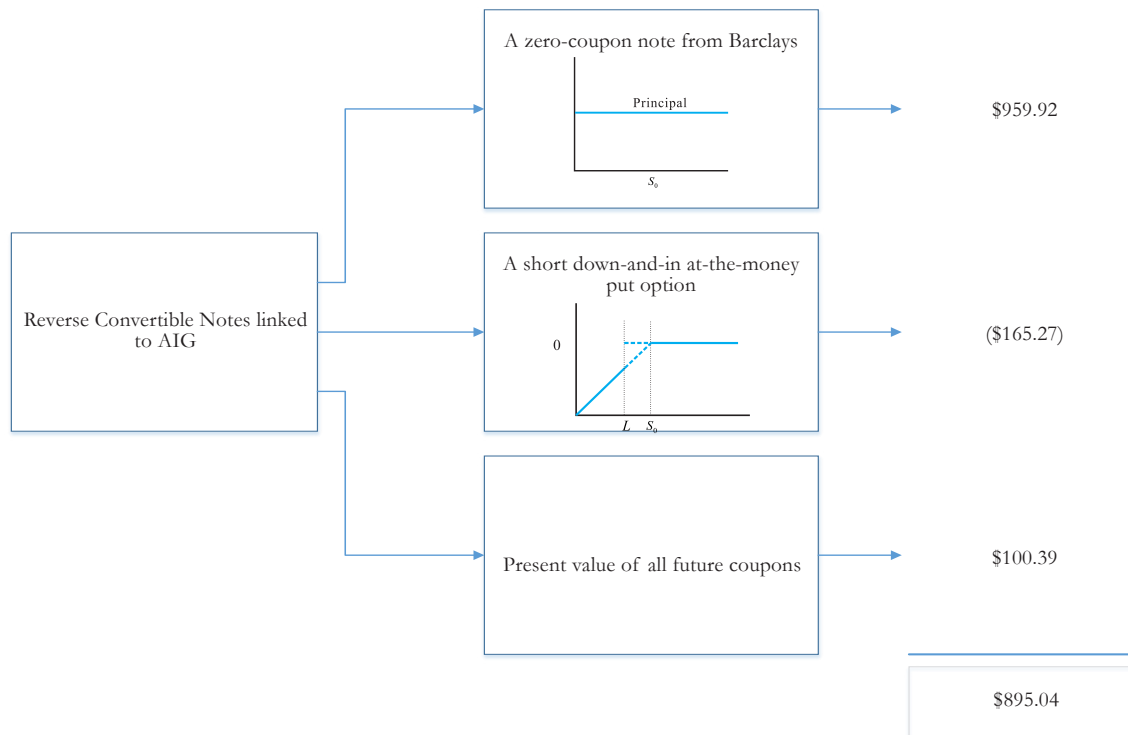 A zero-coupon note from Barclays
Principal
S₀
$959.92
Reverse Convertible Notes linked
to AIG
A short down-and-in at-the-money
put option
0
L S₀
($165.27)
Present value of all future coupons
$100.39
$895.04